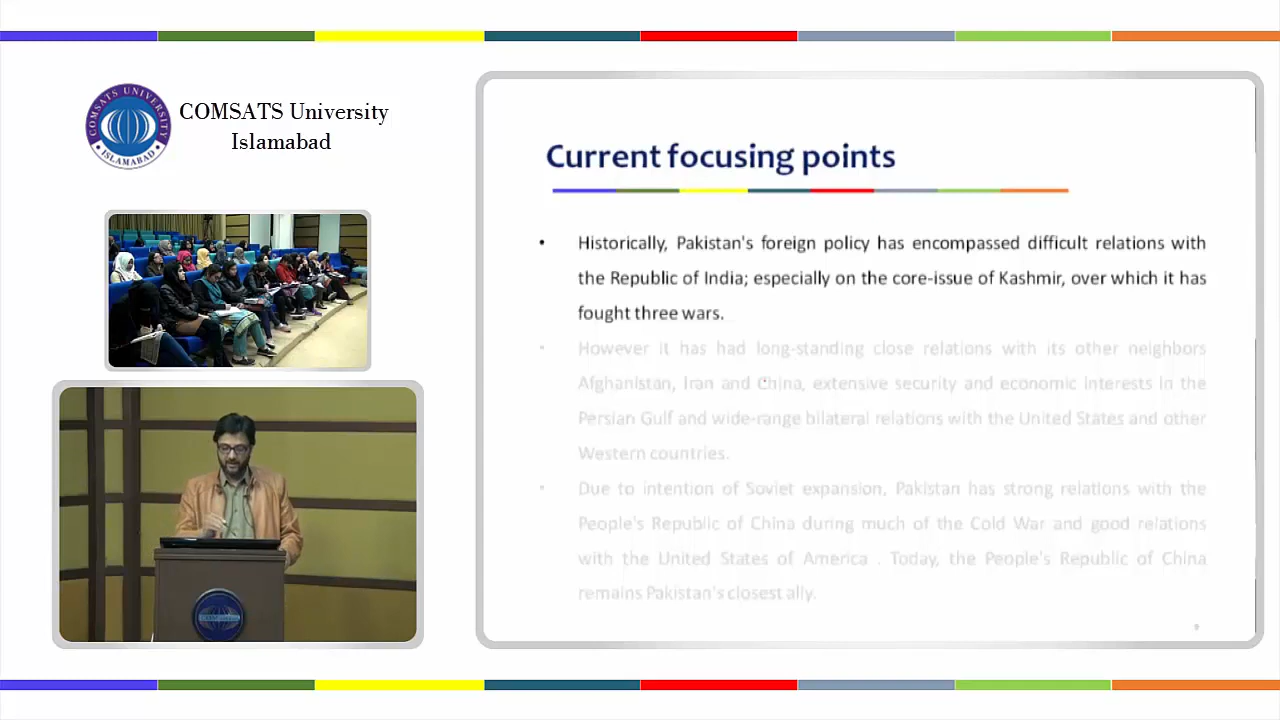 COMSATS UNIVERSITY
ISLAMABAD
COMSATS University
Islamabad
Current focusing points
• Historically, Pakistan's foreign policy has encompassed difficult relations with
the Republic of India; especially on the core-issue of Kashmir, over which it has
fought three wars.
• However it has had long-standing close relations with its other neighbors
Afghanistan, Iran and China, extensive security and economic interests in the
Persian Gulf and wide-range bilateral relations with the United States and other
Western countries.
• Due to intention of Soviet expansion, Pakistan has strong relations with the
People's Republic of China during much of the Cold War and good relations
with the United States of America . Today, the People's Republic of China
remains Pakistan's closest ally.
9